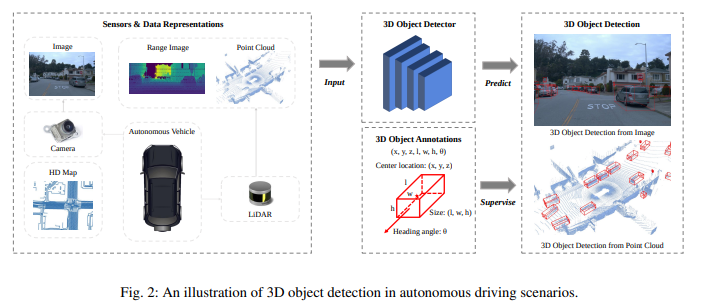 Sensors & Data Representations
Image
Range Image
Point Cloud
STOP
Camera
Autonomous Vehicle
HD Map
LiDAR
Input
3D Object Detector
3D Object Annotations
(x, y, z, l, w, h, θ)
Center location: (x, y, z)
l
w
h
Size: (l, w, h)
Heading angle: θ
Predict
Supervise
3D Object Detection
STOP
3D Object Detection from Image
3D Object Detection from Point Cloud
Fig. 2: An illustration of 3D object detection in autonomous driving scenarios.